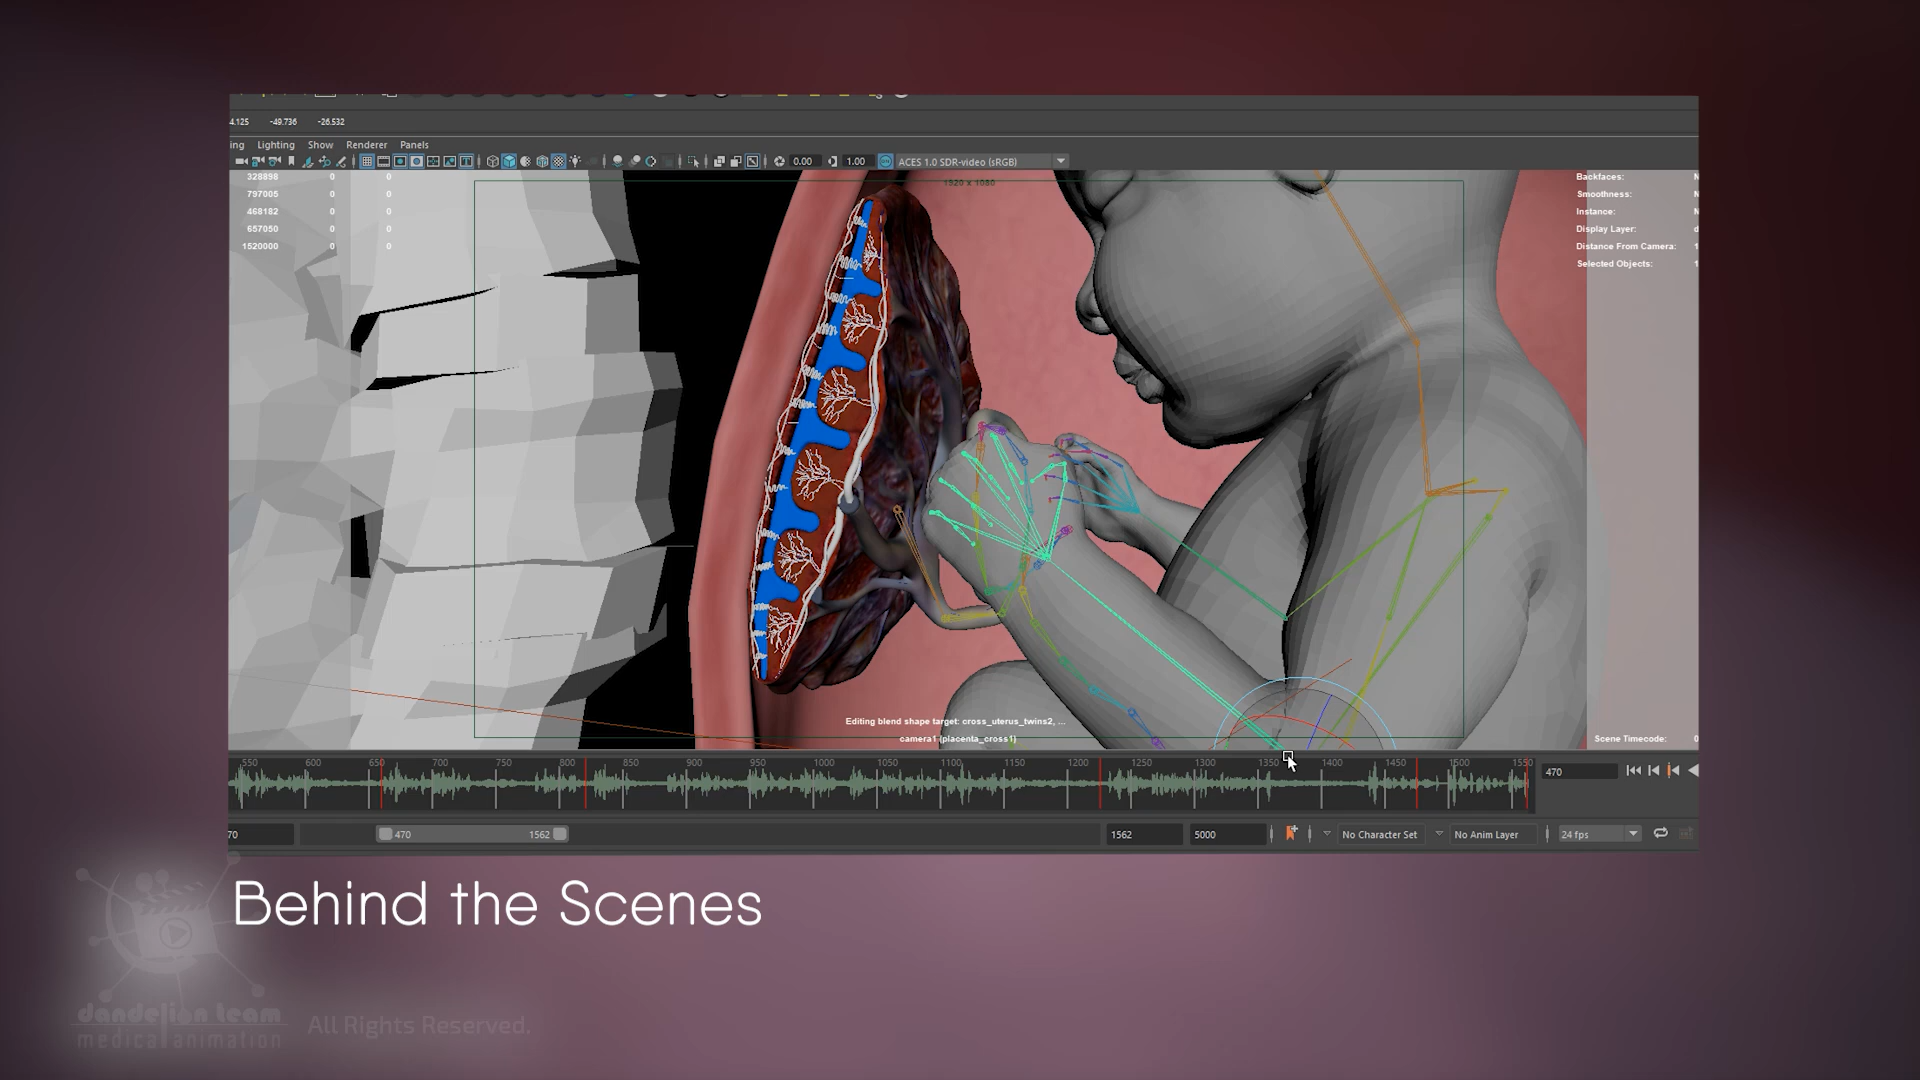 4.125 -49.736 -26.532
ing Lighting Show Renderer Panels
0.00 1.00 ACES 1.0 SDR-video (sRGB)
1920 x 1080
328898 0 0
797005 0 0
468182 0 0
657050 0 0
1520000 0 0
Backfaces: N
Smoothness: N
Instance: N
Display Layer: d
Distance From Camera: 1
Selected Objects: 1
Editing blend shape target: cross_uterus_twins2, ...
camera1 (placenta_cross1)
Scene Timecode: 0
550 600 650 700 750 800 850 900 950 1000 1050 1100 1150 1200 1250 1300 1350 1400 1450 1500 1550
470
70 470 1562 1562 5000 No Character Set No Anim Layer 24 fps
Behind the Scenes
dandelion team
medical animation
All Rights Reserved.